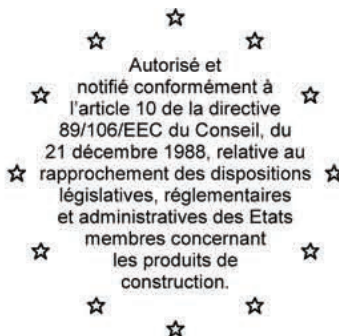 Autorisé et
notifié conformément à
l'article 10 de la directive
89/106/EEC du Conseil, du
21 décembre 1988, relative au
rapprochement des dispositions
législatives, réglementaires
et administratives des Etats
membres concernant
les produits de
construction.